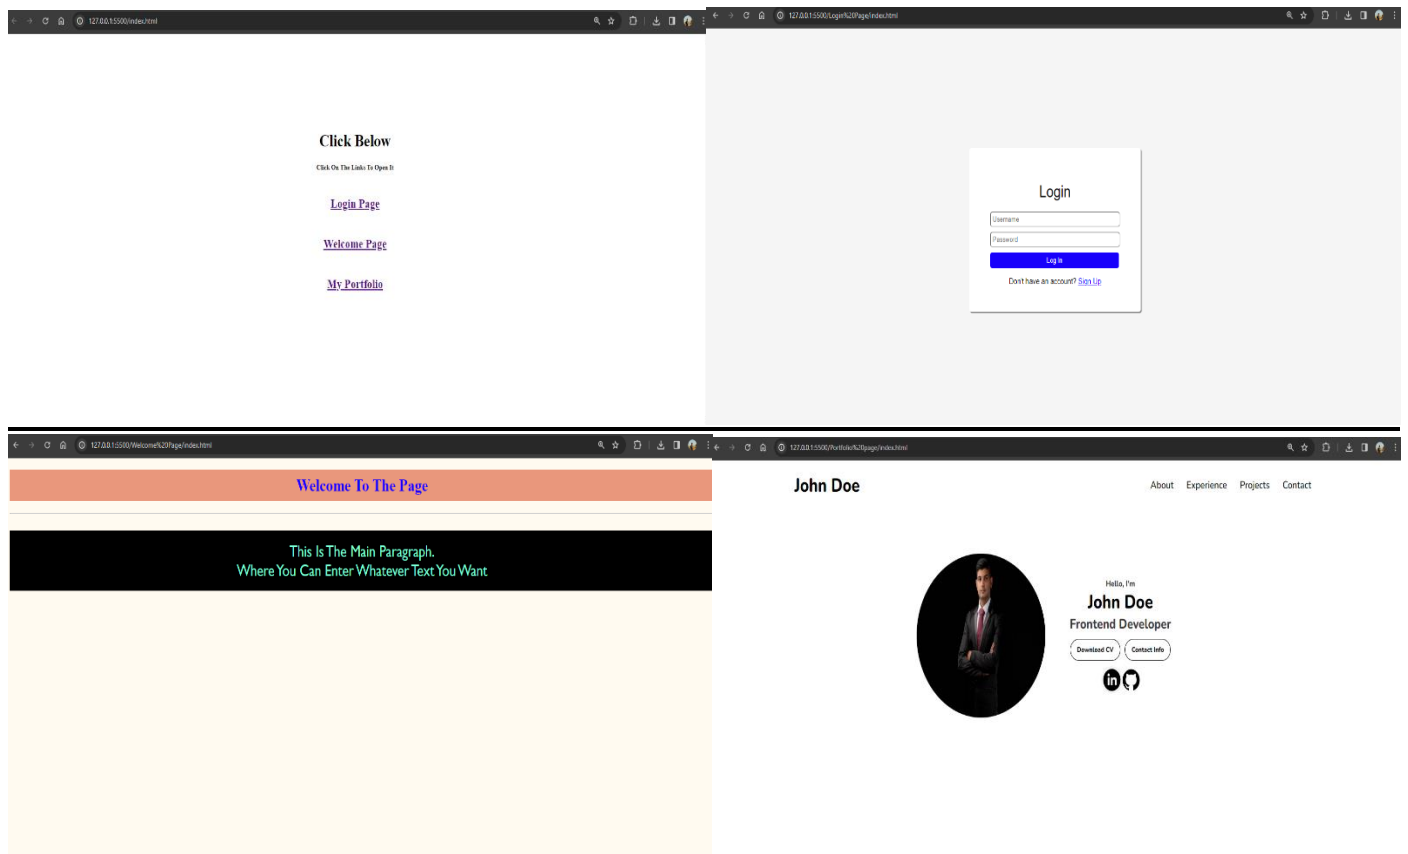 127.0.0.1:5500/index.html
Click Below
Click On The Links To Open It
Login Page
Welcome Page
My Portfolio
127.0.0.1:5500/Login%20Page/index.html
Login
Username
Password
Log In
Don't have an account? Sign Up
127.0.0.1:5500/Welcome%20Page/index.html
Welcome To The Page
This Is The Main Paragraph.
Where You Can Enter Whatever Text You Want
127.0.0.1:5500/Portfolio%20page/index.html
John Doe
About Experience Projects Contact
Hello, I'm
John Doe
Frontend Developer
Download CV Contact Info
in